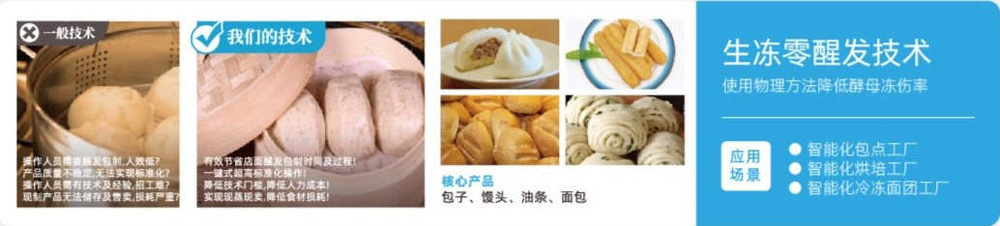 一般技术
操作人员需要醒发包制,人效低?
产品质量不稳定,无法实现标准化?
操作人员需有技术及经验,招工难?
现制产品无法储存及售卖,损耗严重?
我们的技术
有效节省店面醒发包制时间及过程!
一键式超高标准化操作!
降低技术门槛,降低人力成本!
实现现蒸现卖,降低食材损耗!
核心产品
包子、馒头、油条、面包
生冻零醒发技术
使用物理方法降低酵母冻伤率
应用
场景
智能化包点工厂
智能化烘培工厂
智能化冷冻面团工厂